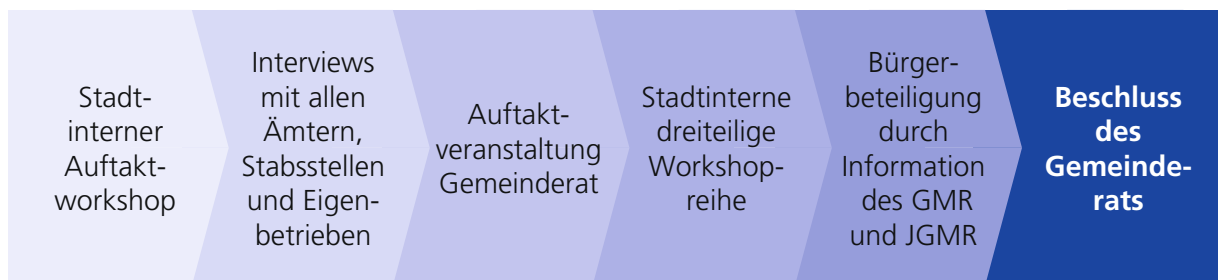 Stadt-
interner
Auftakt-
workshop
Interviews
mit allen
Ämtern,
Stabsstellen
und Eigen-
betrieben
Auftakt-
veranstaltung
Gemeinderat
Stadtinterne
dreiteilige
Workshop-
reihe
Bürger-
beteiligung
durch
Information
des GMR
und JGMR
Beschluss
des
Gemeinde-
rats